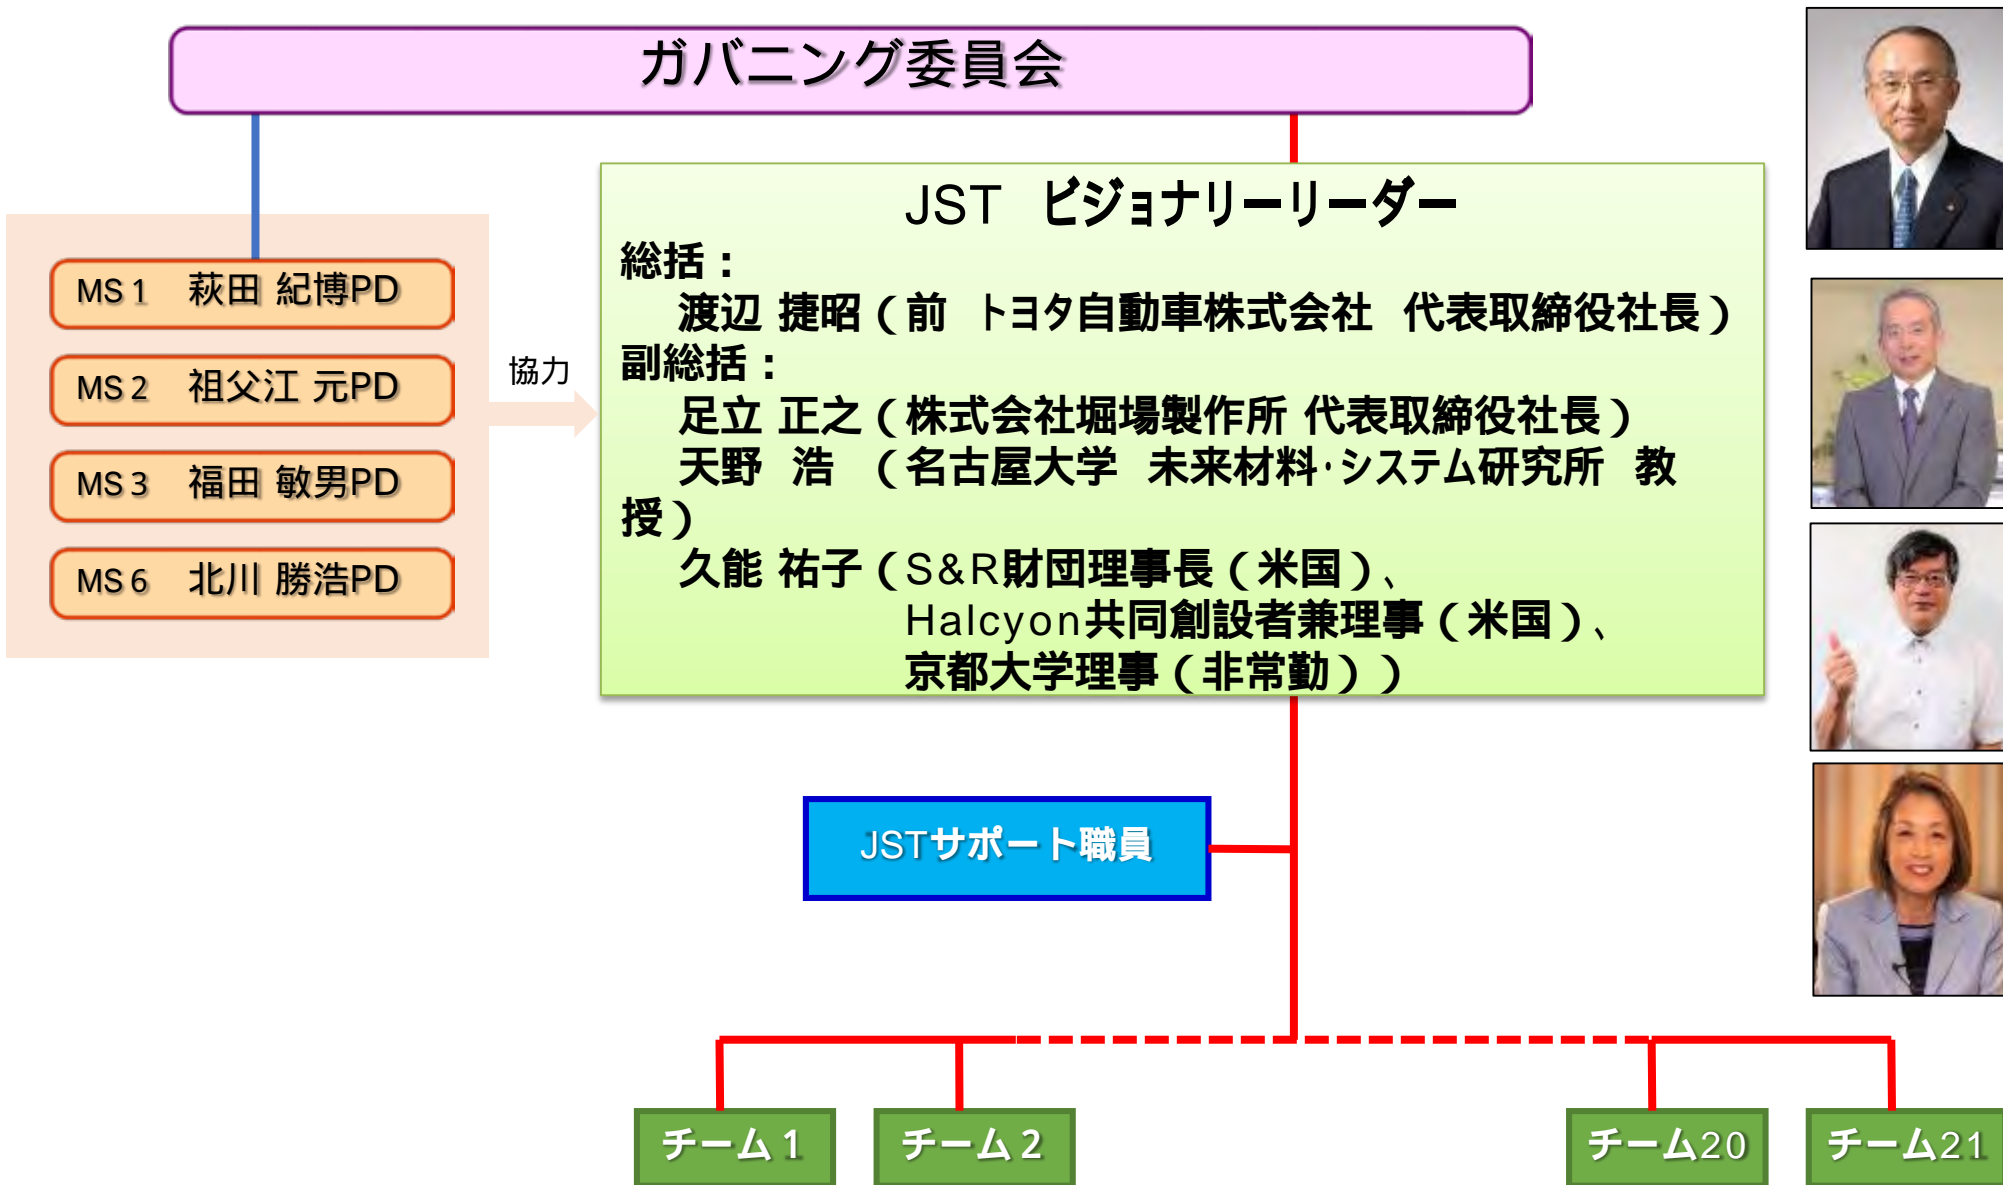 ガバニング委員会
MS1 萩田 紀博PD
MS2 祖父江 元PD
MS3 福田 敏男PD
MS6 北川 勝浩PD
協力
JST ビジョナリーリーダー
総括：
渡辺 捷昭（前 トヨタ自動車株式会社 代表取締役社長）
副総括：
足立 正之（株式会社堀場製作所 代表取締役社長）
天野 浩 （名古屋大学 未来材料・システム研究所 教
授）
久能 祐子（S&R財団理事長（米国）、
Halcyon共同創設者兼理事（米国）、
京都大学理事（非常勤））
JSTサポート職員
チーム1
チーム2
チーム20
チーム21